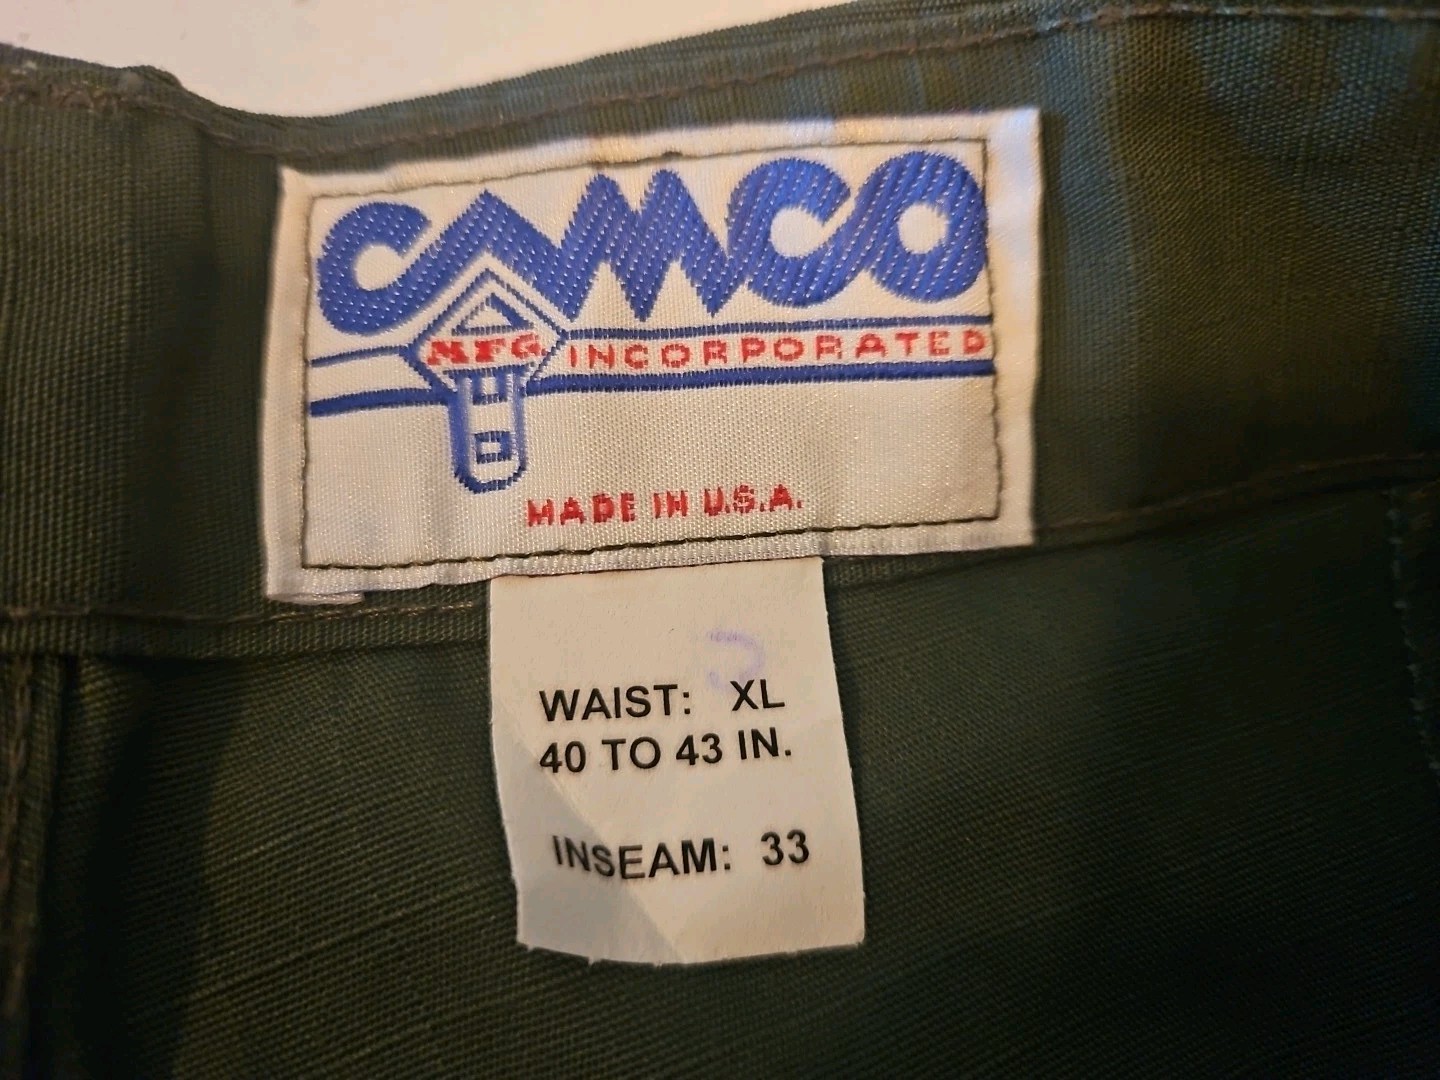 CAMCO
MFG. INCORPORATED
MADE IN U.S.A.
WAIST: XL
40 TO 43 IN.
INSEAM: 33